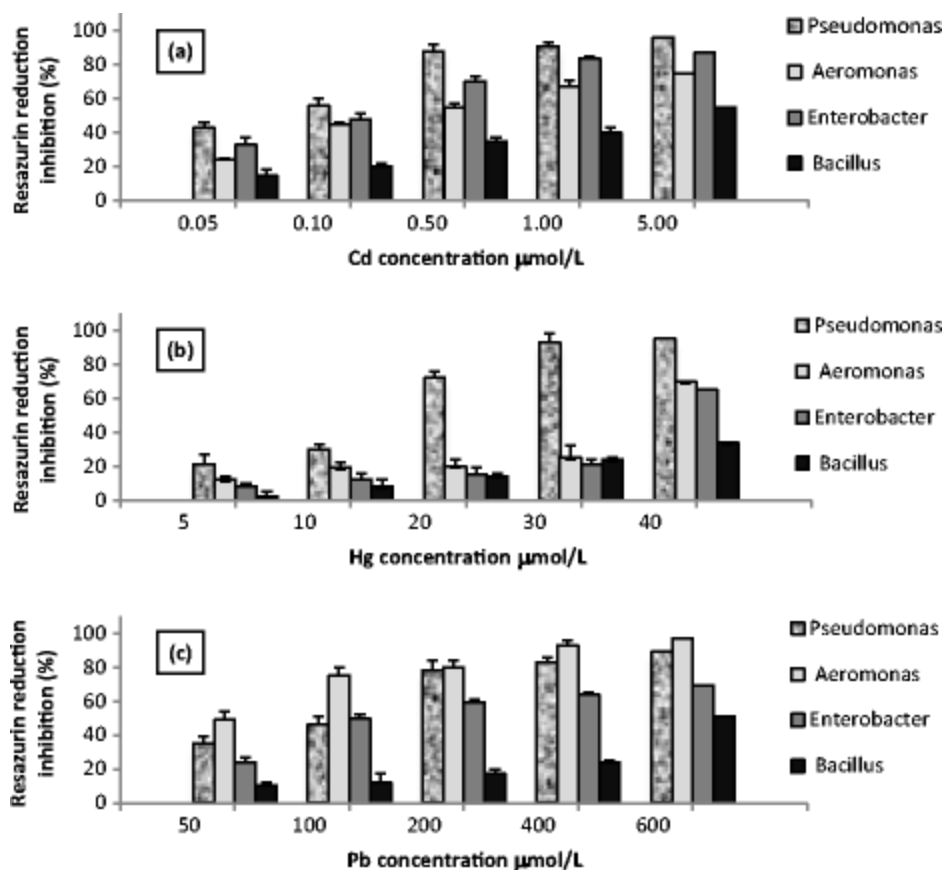 (a)
Resazurin reduction
inhibition (%)
100
80
60
40
20
0
0.05 0.10 0.50 1.00 5.00
Cd concentration µmol/L
Pseudomonas
Aeromonas
Enterobacter
Bacillus
(b)
Resazurin reduction
inhibition (%)
100
80
60
40
20
0
5 10 20 30 40
Hg concentration µmol/L
Pseudomonas
Aeromonas
Enterobacter
Bacillus
(c)
Resazurin reduction
inhibition (%)
100
80
60
40
20
0
50 100 200 400 600
Pb concentration µmol/L
Pseudomonas
Aeromonas
Enterobacter
Bacillus